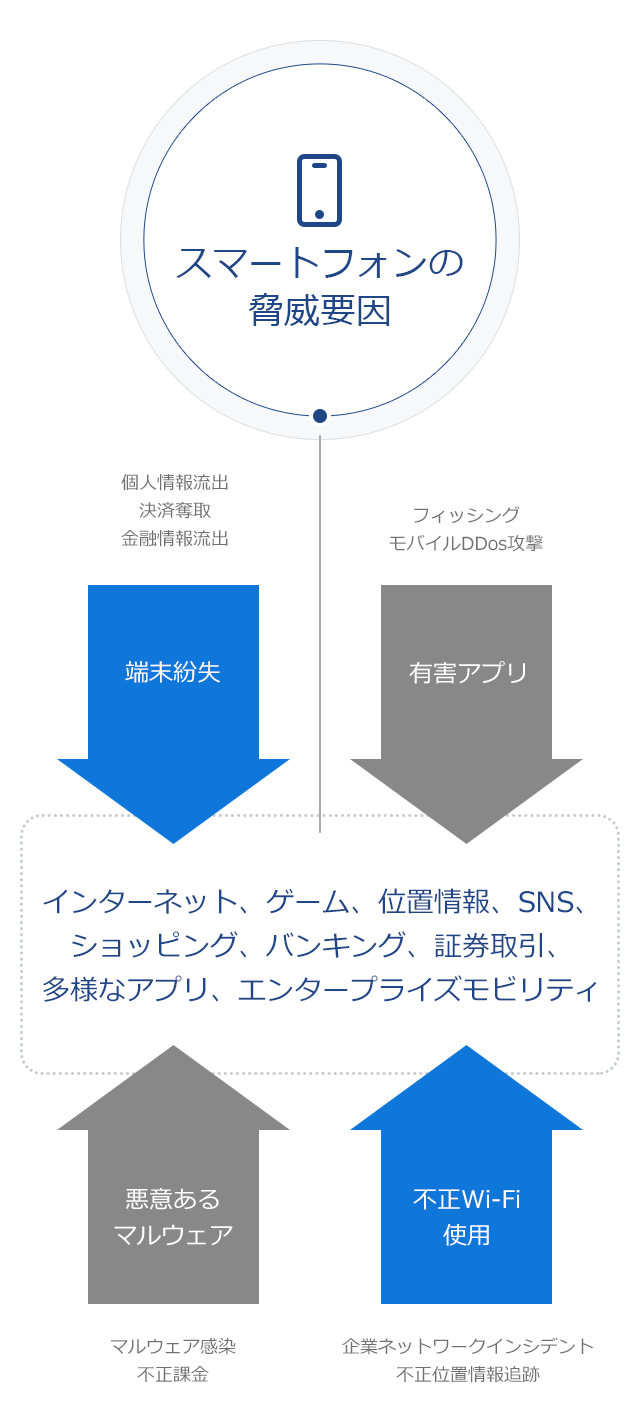 スマートフォンの
脅威要因
個人情報流出
決済奪取
金融情報流出
フィッシング
モバイルDDos攻撃
端末紛失
有害アプリ
インターネット、ゲーム、位置情報、SNS、
ショッピング、バンキング、証券取引、
多様なアプリ、エンタープライズモビリティ
悪意ある
マルウェア
不正Wi-Fi
使用
マルウェア感染
不正課金
企業ネットワークインシデント
不正位置情報追跡